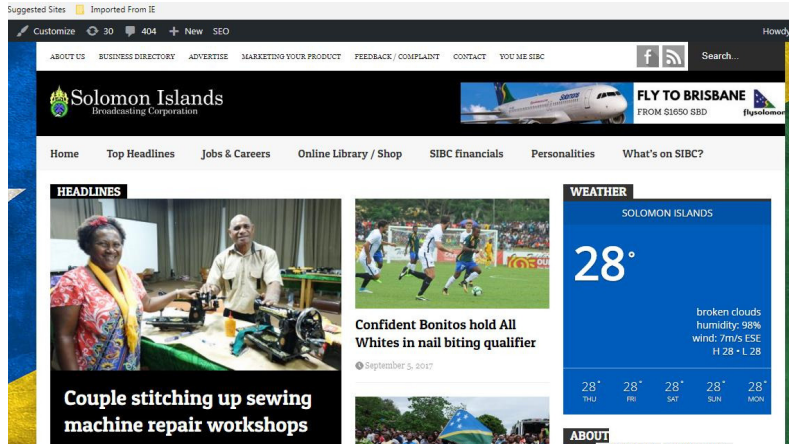 Suggested Sites Imported From IE
Customize 30 404 + New SEO Howdy
ABOUT US BUSINESS DIRECTORY ADVERTISE MARKETING YOUR PRODUCT FEEDBACK / COMPLAINT CONTACT YOU ME SIBC Search...
Solomon Islands
Broadcasting Corporation
FLY TO BRISBANE
FROM $1650 SBD
flysolomon
Home Top Headlines Jobs & Careers Online Library / Shop SIBC financials Personalities What's on SIBC?
HEADLINES
Couple stitching up sewing
machine repair workshops
Confident Bonitos hold All
Whites in nail biting qualifier
September 5, 2017
WEATHER
SOLOMON ISLANDS
28°
broken clouds
humidity: 98%
wind: 7m/s ESE
H 28 • L 28
28° 28° 28° 28° 28°
THU FRI SAT SUN MON
ABOUT